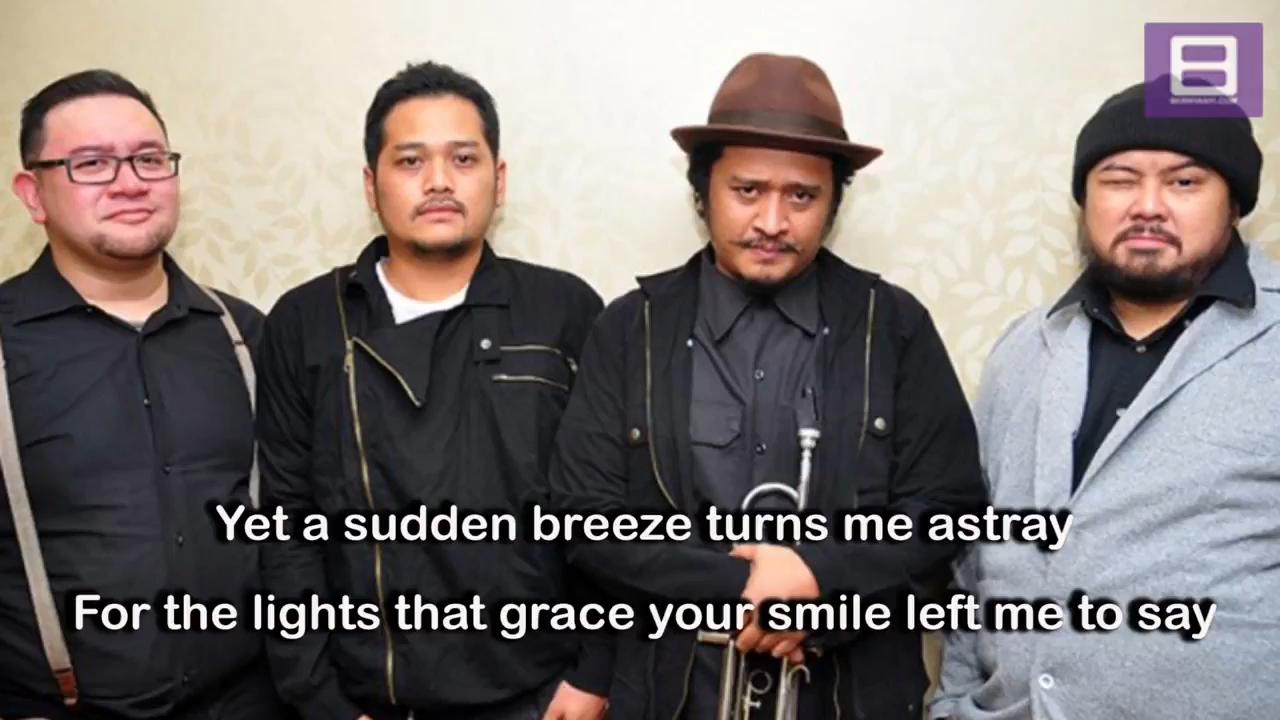 Yet a sudden breeze turns me astray
For the lights that grace your smile left me to say